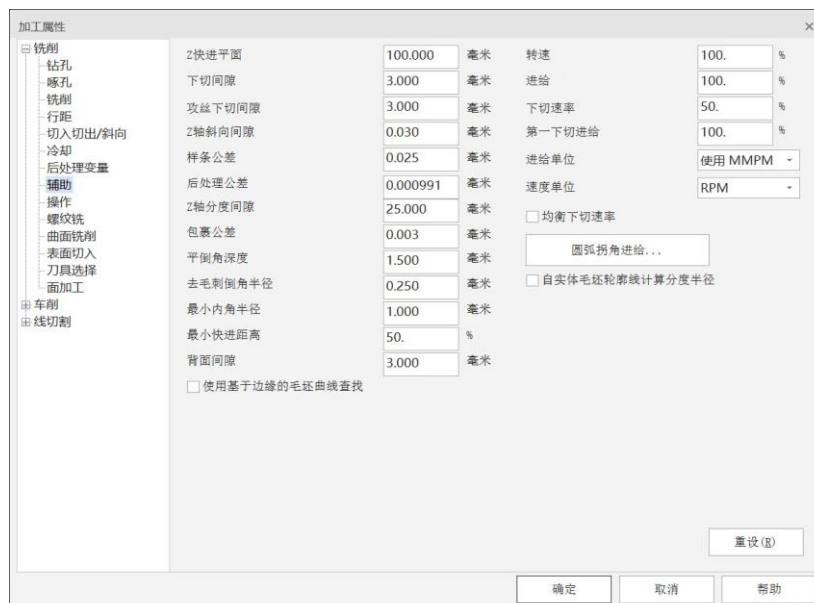 加工属性
铣削
钻孔
啄孔
铣削
行距
切入切出/斜向
冷却
后处理变量
辅助
操作
螺纹铣
曲面铣削
表面切入
刀具选择
面加工
车削
线切割
Z快进平面 100.000 毫米
下切间隙 3.000 毫米
攻丝下切间隙 3.000 毫米
Z轴斜向间隙 0.030 毫米
样条公差 0.025 毫米
后处理公差 0.000991 毫米
Z轴分度间隙 25.000 毫米
包裹公差 0.003 毫米
平倒角深度 1.500 毫米
去毛刺倒角半径 0.250 毫米
最小内角半径 1.000 毫米
最小快进距离 50. %
背面间隙 3.000 毫米
使用基于边缘的毛坯曲线查找
转速 100. %
进给 100. %
下切速率 50. %
第一下切进给 100. %
进给单位 使用 MMPM
速度单位 RPM
均衡下切速率
圆弧拐角进给...
自实体毛坯轮廓线计算分度半径
重设(R)
确定 取消 帮助